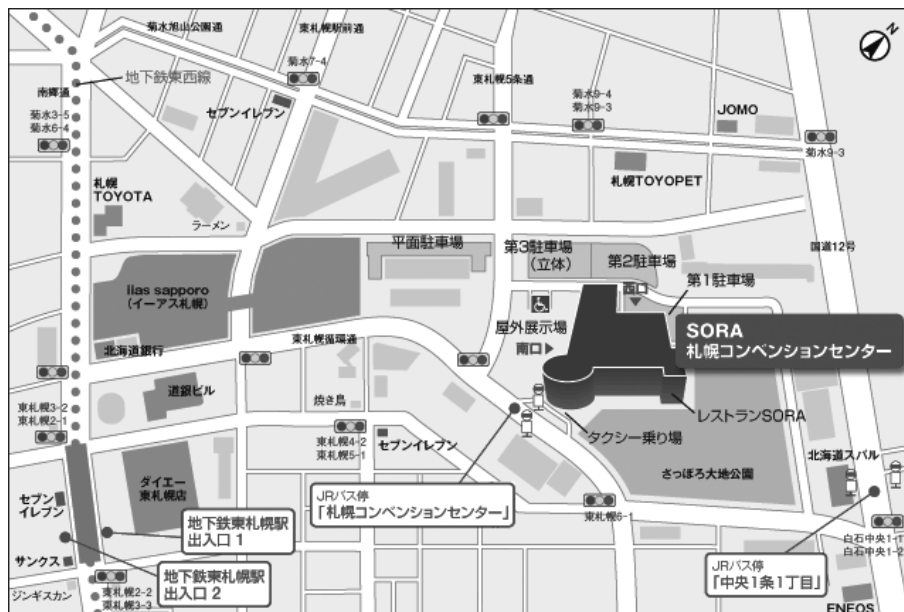 菊水旭山公園通
東札幌駅前通
N
菊水7-4
地下鉄東西線
東札幌5条通
南郷通
菊水3-5
菊水6-4
セブンイレブン
菊水9-4
菊水9-3
JOMO
菊水9-3
札幌
TOYOTA
札幌TOYOPET
ラーメン
平面駐車場
第3駐車場
（立体）
第2駐車場
国道12号
iias sapporo
（イーアス札幌）
西口
第1駐車場
屋外展示場
南口
SORA
札幌コンベンションセンター
北海道銀行
東札幌循環通
道銀ビル
焼き鳥
東札幌3-2
東札幌2-1
東札幌4-2
東札幌5-1
セブンイレブン
タクシー乗り場
レストランSORA
さっぽろ大地公園
北海道スバル
ダイエー
東札幌店
セブン
イレブン
JRバス停
「札幌コンベンションセンター」
東札幌6-1
地下鉄東札幌駅
出入口 1
白石中央1-1
白石中央1-2
サンクス
地下鉄東札幌駅
出入口 2
JRバス停
「中央1条1丁目」
ジンギスカン
東札幌2-2
東札幌3-3
ENEOS